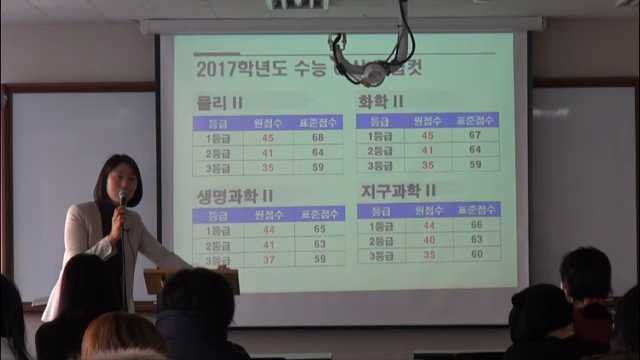 2017학년도 수능
물리 II
등급 원점수 표준점수
1등급 45 68
2등급 41 64
3등급 35 59
화학 II
등급 원점수 표준점수
1등급 45 67
2등급 41 64
3등급 35 59
생명과학 II
등급 원점수 표준점수
1등급 44 65
2등급 41 63
3등급 37 59
지구과학 II
등급 원점수 표준점수
1등급 44 66
2등급 40 63
3등급 35 60